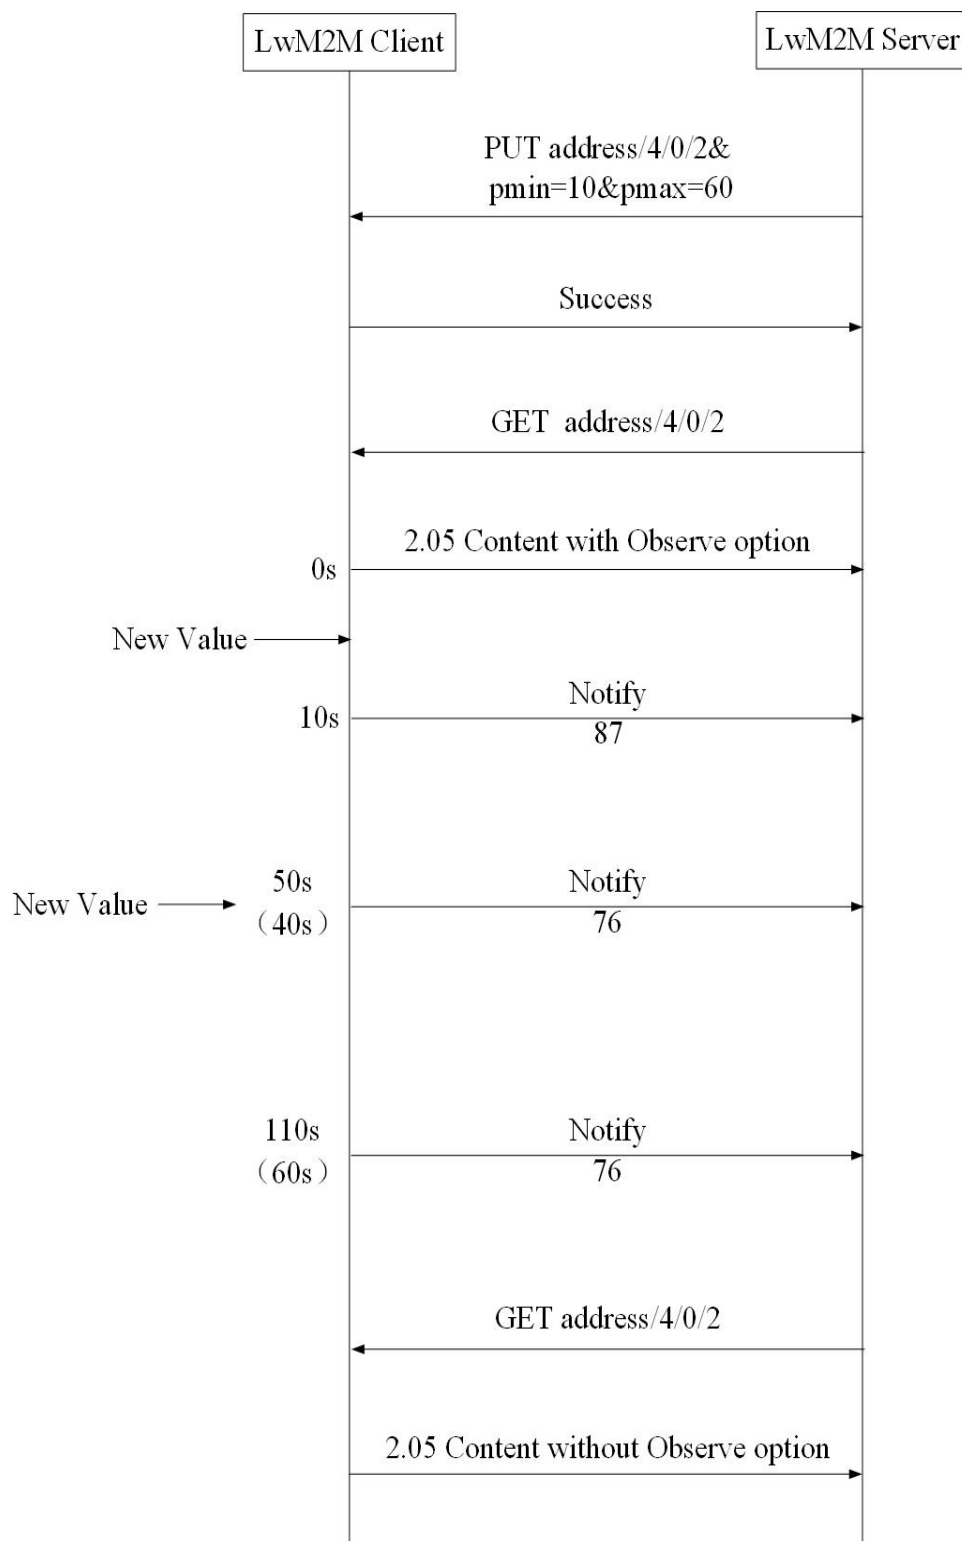 LwM2M Client
LwM2M Server
PUT address/4/0/2&
pmin=10&pmax=60
Success
GET address/4/0/2
2.05 Content with Observe option
0s
New Value
Notify
10s
87
50s
Notify
New Value
（40s）
76
110s
Notify
（60s）
76
GET address/4/0/2
2.05 Content without Observe option